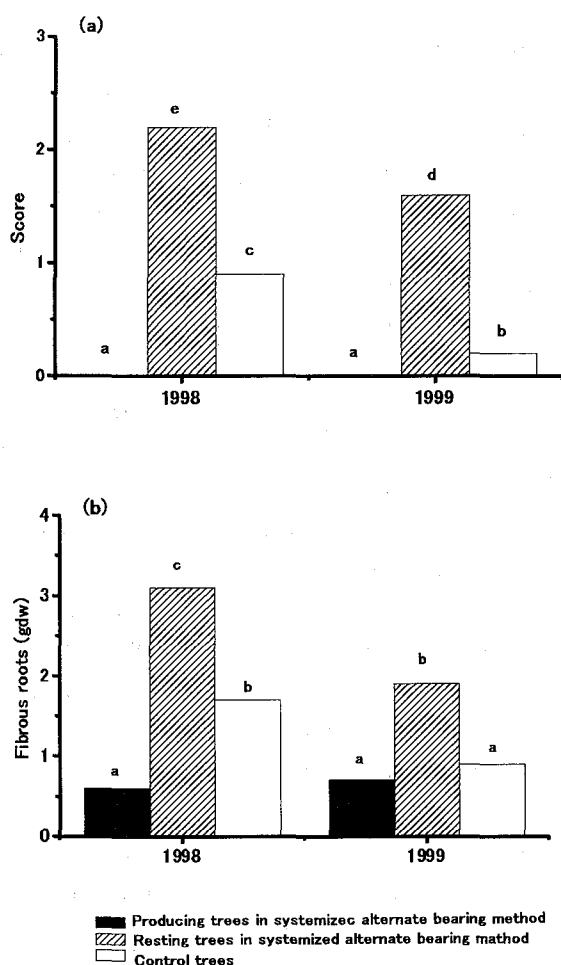 (a)
3
2
1
0
Score
a
e
c
a
d
b
1998
1999
(b)
4
3
2
1
0
Fibrous roots (gdw)
a
c
b
a
b
a
1998
1999
Producing trees in systemizec alternate bearing method
Resting trees in systemized alternate bearing mathod
Control trees